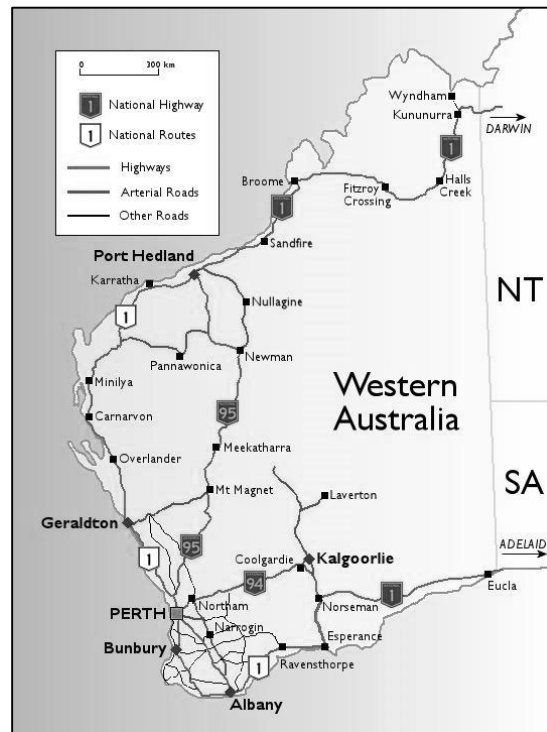 0
300 km
1
National Highway
1
National Routes
Highways
Arterial Roads
Other Roads
Wyndham
Kununurra
DARWIN
1
Broome
Fitzroy
Crossing
Halls
Creek
1
Sandfire
Port Hedland
Karratha
NT
Nullagine
1
Pannawonica
Newman
Minilya
Western
Australia
95
Carnarvon
Meekatharra
Overlander
SA
Mt Magnet
Laverton
Geraldton
ADELAID
95
1
Coolgardie
Kalgoorlie
94
Eucla
Northam
Norseman
1
PERTH
Narrogin
Esperance
Bunbury
1
Ravensthorpe
Albany